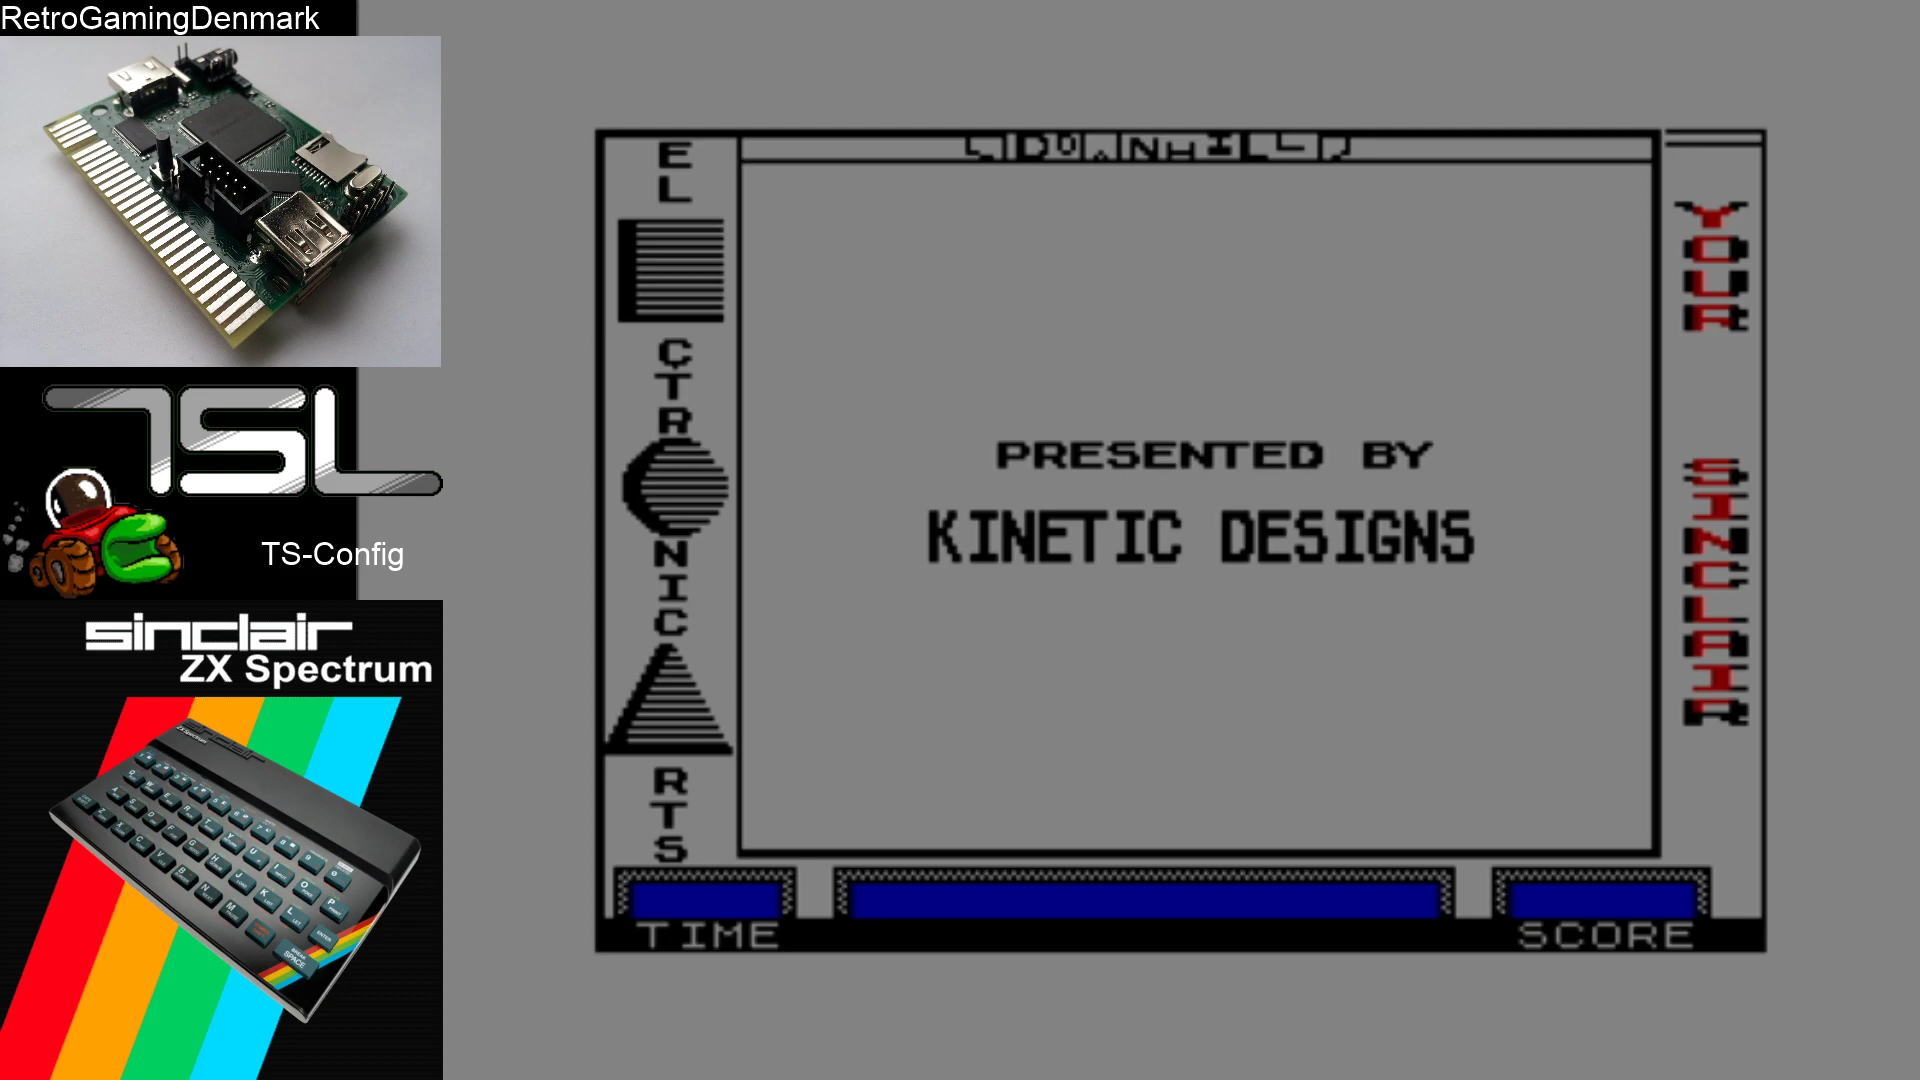 RetroGamingDenmark
TSL
TS-Config
sinclair
ZX Spectrum
DOWNHILL
EL
CTR
NIC
RTS
PRESENTED BY
KINETIC DESIGNS
YOUR
SINCLAIR
TIME
SCORE